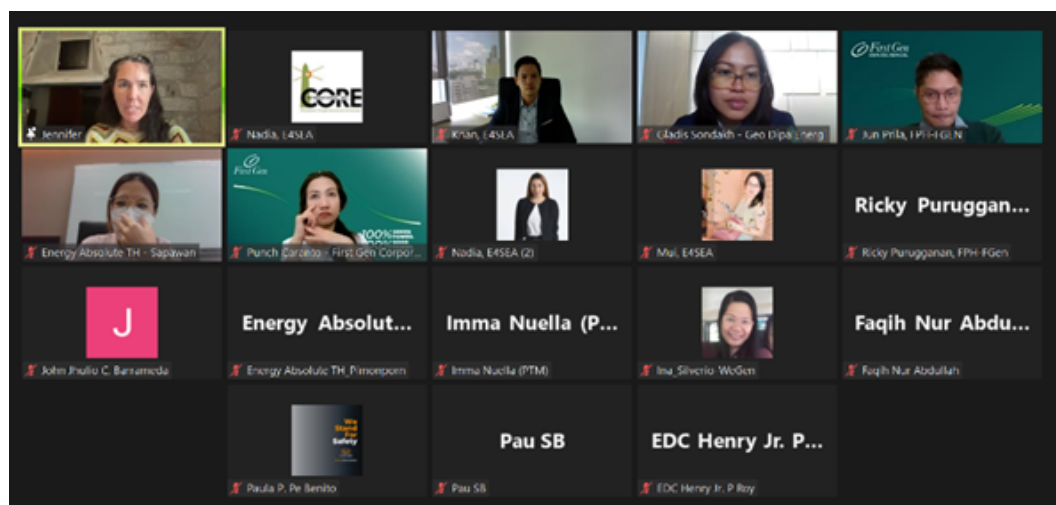 Jennifer
CORE
Nadia, E4SEA
Khan, E4SEA
Gladis Sondakh - Geo Dipa Energ
First Gen
Jun Prila, FPH-FGEN
Energy Absolute TH - Sapawan
First Gen
100%
Punch Caranto - First Gen Corpor...
Nadia, E4SEA (2)
Mui, E4SEA
Ricky Puruggan...
Ricky Purugganan, FPH-FGen
J
John Jhulio C. Barrameda
Energy Absolut...
Energy Absolute TH_Pimonporn
Imma Nuella (P...
Imma Nuella (PTM)
Ina_Silverio-WeGen
Faqih Nur Abdu...
Faqih Nur Abdullah
We
Stand
For
Safety
Paula P. Pe Benito
Pau SB
Pau SB
EDC Henry Jr. P...
EDC Henry Jr. P Roy